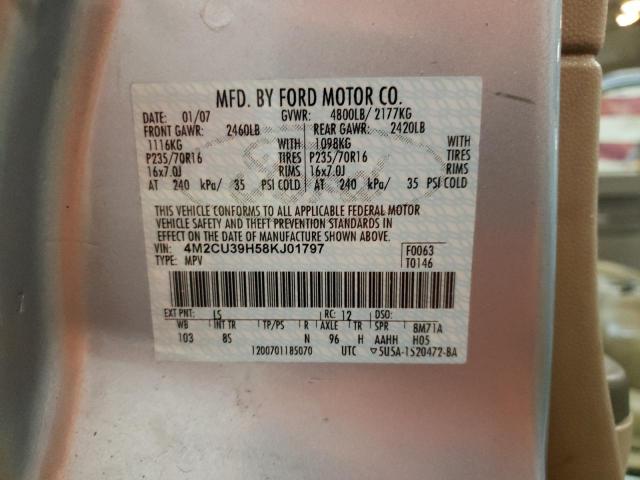 MFD. BY FORD MOTOR CO.
DATE: 01/07 GVWR: 4800LB/ 2177KG
FRONT GAWR: 2460LB REAR GAWR: 2420LB
1116KG WITH 1098KG WITH
P235/70R16 TIRES P235/70R16 TIRES
16x7.0J RIMS 16x7.0J RIMS
AT 240 kPa/ 35 PSI COLD AT 240 kPa/ 35 PSI COLD
THIS VEHICLE CONFORMS TO ALL APPLICABLE FEDERAL MOTOR
VEHICLE SAFETY AND THEFT PREVENTION STANDARDS IN
EFFECT ON THE DATE OF MANUFACTURE SHOWN ABOVE.
VIN: 4M2CU39H58KJ01797 F0063
TYPE: MPV T0146
EXT PNT: LS RC: 12 DSO:
WB INT TR TP/PS R AXLE TR SPR 8M71A
103 85 N 96 H AAHH H05
1200701185070 UTC ▽5U5A-1520472-BA